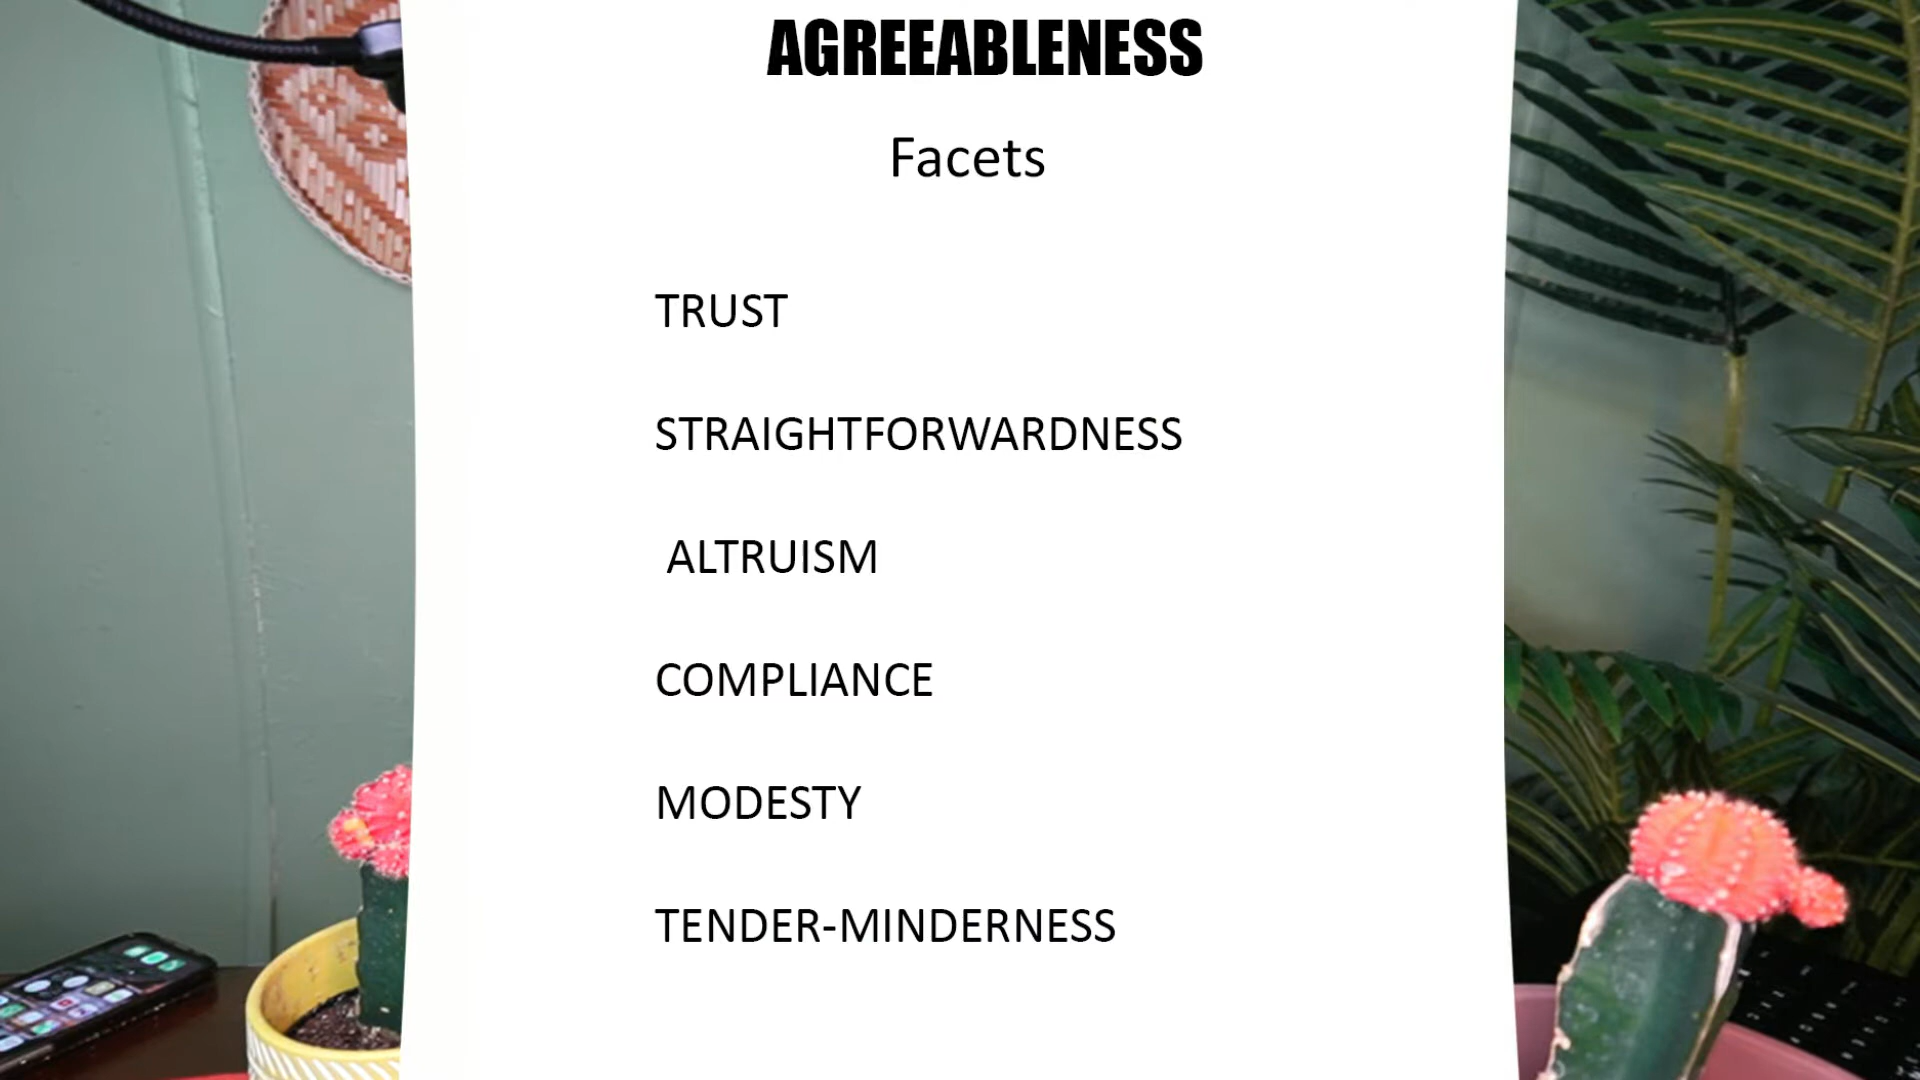 AGREEABLENESS
Facets
TRUST
STRAIGHTFORWARDNESS
ALTRUISM
COMPLIANCE
MODESTY
TENDER-MINDERNESS